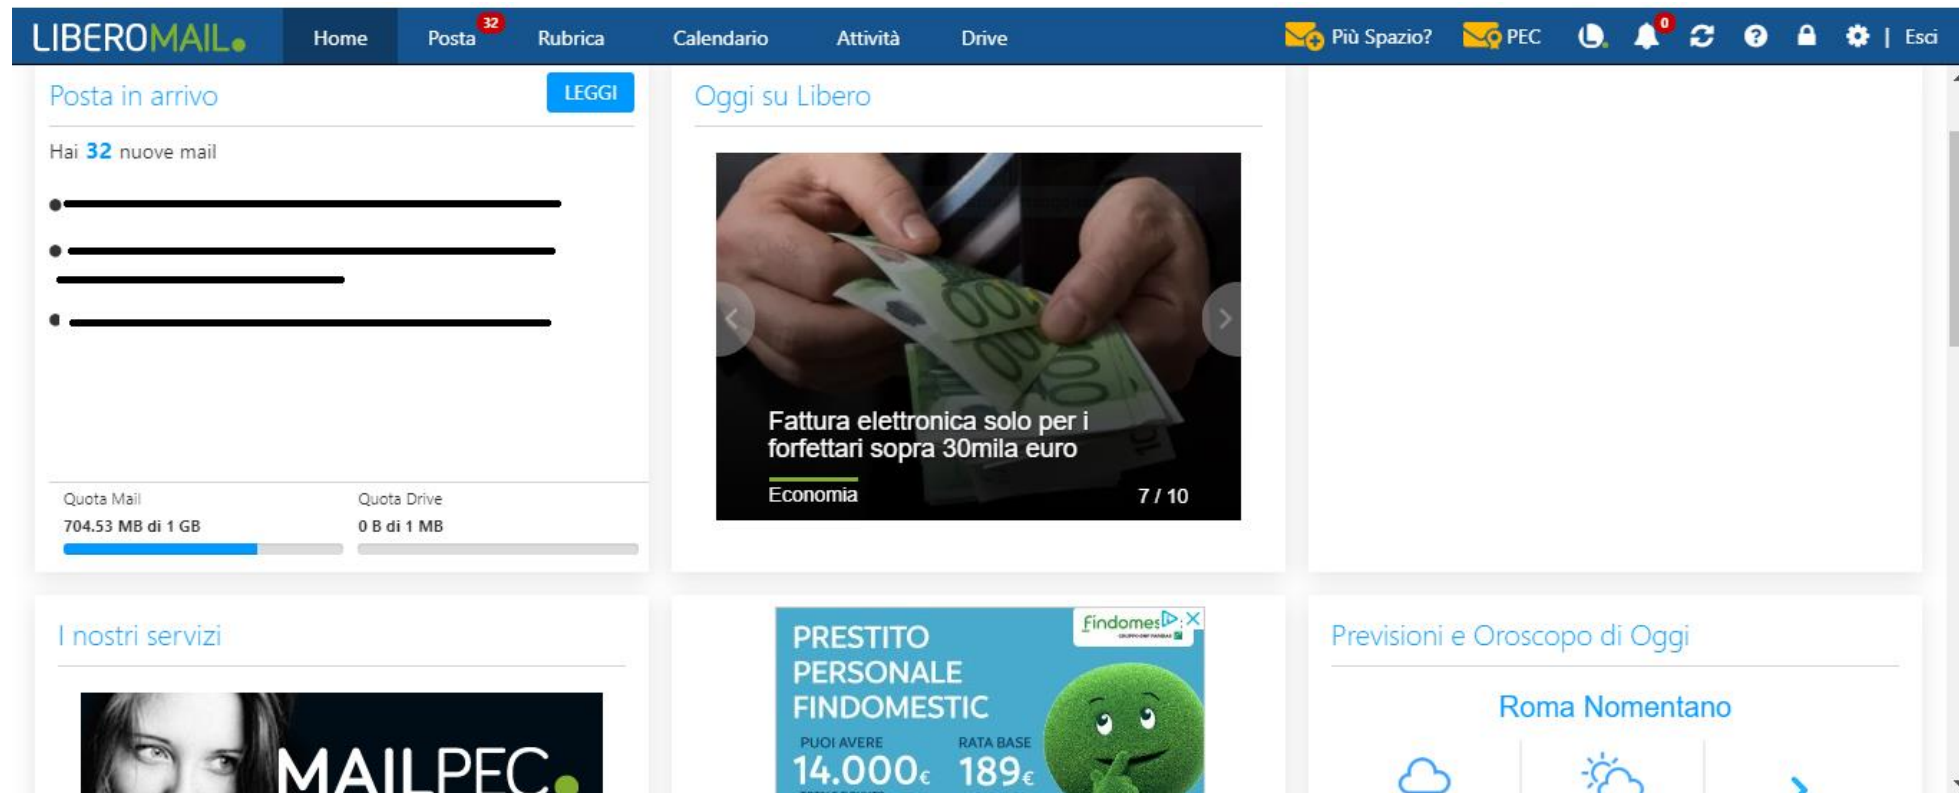 LIBEROMAIL
Home
Posta
32
Rubrica
Calendario
Attività
Drive
Più Spazio?
PEC
L.
0
?
| Esci
Posta in arrivo
LEGGI
Hai 32 nuove mail
Quota Mail
704.53 MB di 1 GB
Quota Drive
0 B di 1 MB
Oggi su Libero
100
Fattura elettronica solo per i
forfettari sopra 30mila euro
Economia
7 / 10
I nostri servizi
MAILPEC
PRESTITO
PERSONALE
FINDOMESTIC
PUOI AVERE
14.000€
RATA BASE
189€
Findomes
Previsioni e Oroscopo di Oggi
Roma Nomentano